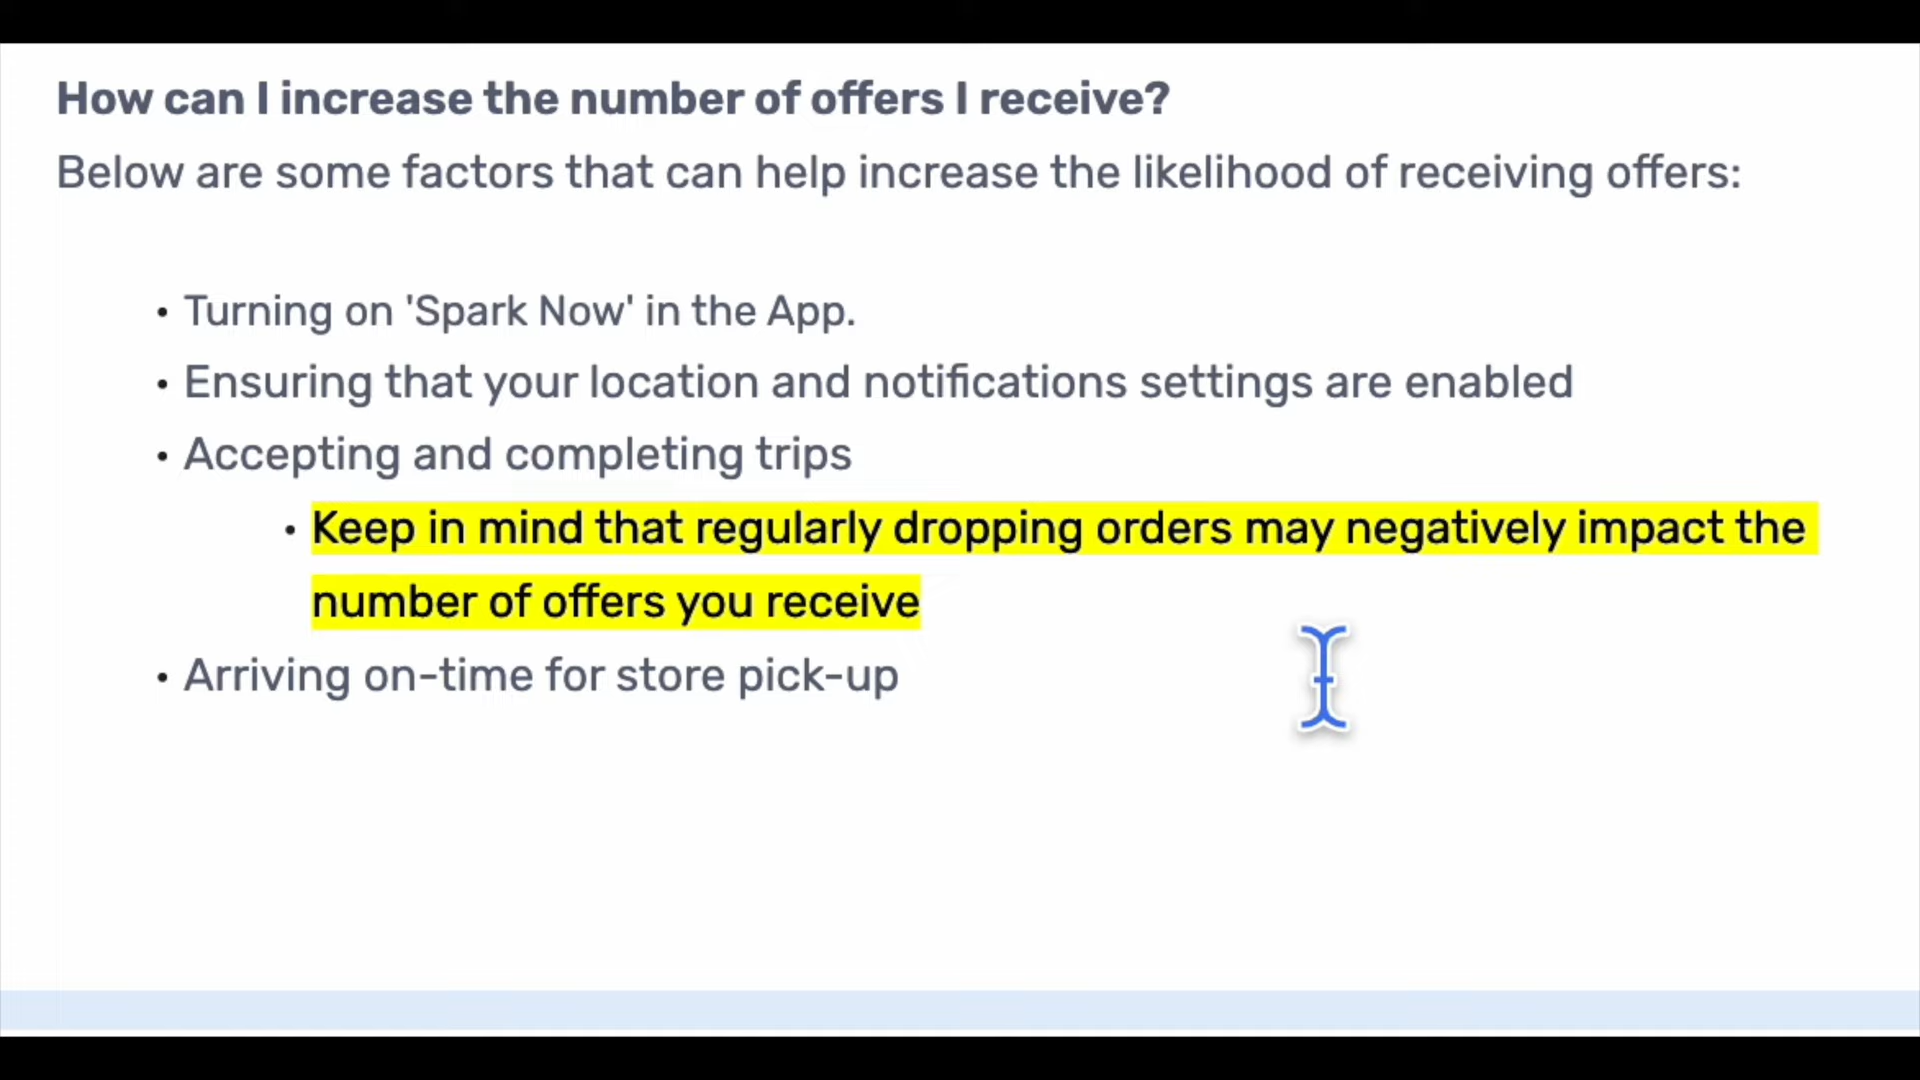 How can I increase the number of offers I receive?
Below are some factors that can help increase the likelihood of receiving offers:
• Turning on 'Spark Now' in the App.
• Ensuring that your location and notifications settings are enabled
• Accepting and completing trips
• Keep in mind that regularly dropping orders may negatively impact the
number of offers you receive
• Arriving on-time for store pick-up